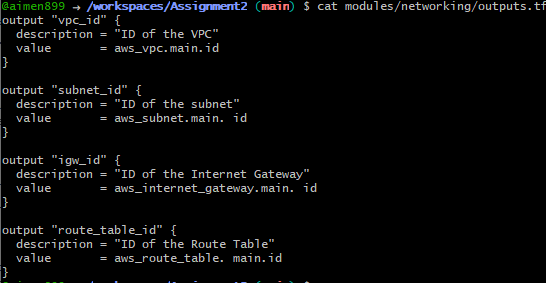 @aimen899 → /workspaces/Assignment2 (main) $ cat modules/networking/outputs.tf
output "vpc_id" {
  description = "ID of the VPC"
  value       = aws_vpc.main.id
}

output "subnet_id" {
  description = "ID of the subnet"
  value       = aws_subnet.main. id
}

output "igw_id" {
  description = "ID of the Internet Gateway"
  value       = aws_internet_gateway.main. id
}

output "route_table_id" {
  description = "ID of the Route Table"
  value       = aws_route_table. main.id
}